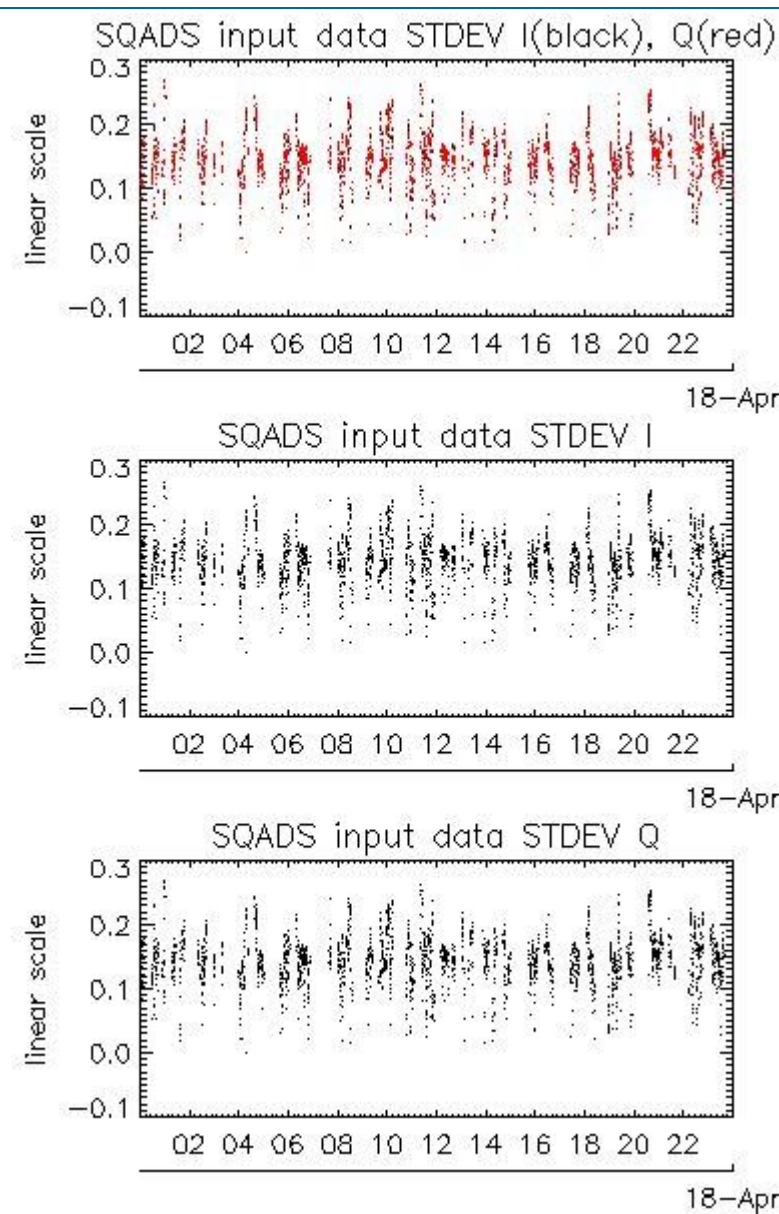 SQADS input data STDEV I(black), Q(red)
0.3
0.2
0.1
0.0
−0.1
linear scale
02 04 06 08 10 12 14 16 18 20 22
18-Apr
SQADS input data STDEV I
0.3
0.2
0.1
0.0
−0.1
linear scale
02 04 06 08 10 12 14 16 18 20 22
18-Apr
SQADS input data STDEV Q
0.3
0.2
0.1
0.0
−0.1
linear scale
02 04 06 08 10 12 14 16 18 20 22
18-Apr